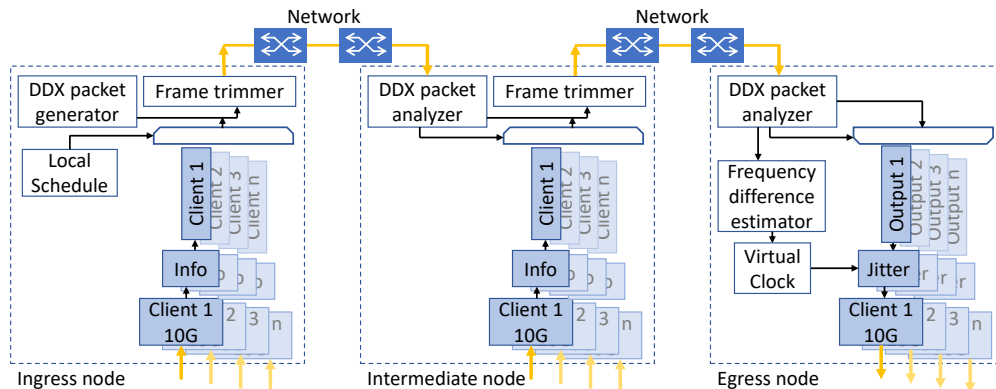 Network
Network
DDX packet
generator
Frame trimmer
Local
Schedule
Client 1
Client 2
Client 3
Client n
Info
o
o
o
Client 1
10G
2
3
n
Ingress node
DDX packet
analyzer
Frame trimmer
Client 1
Client 2
Client 3
Client n
Info
o
o
o
Client 1
10G
2
3
n
Intermediate node
DDX packet
analyzer
Frequency
difference
estimator
Virtual
Clock
Output 1
Output 2
Output 3
Output n
Jitter
er
er
er
Client 1
10G
2
3
n
Egress node